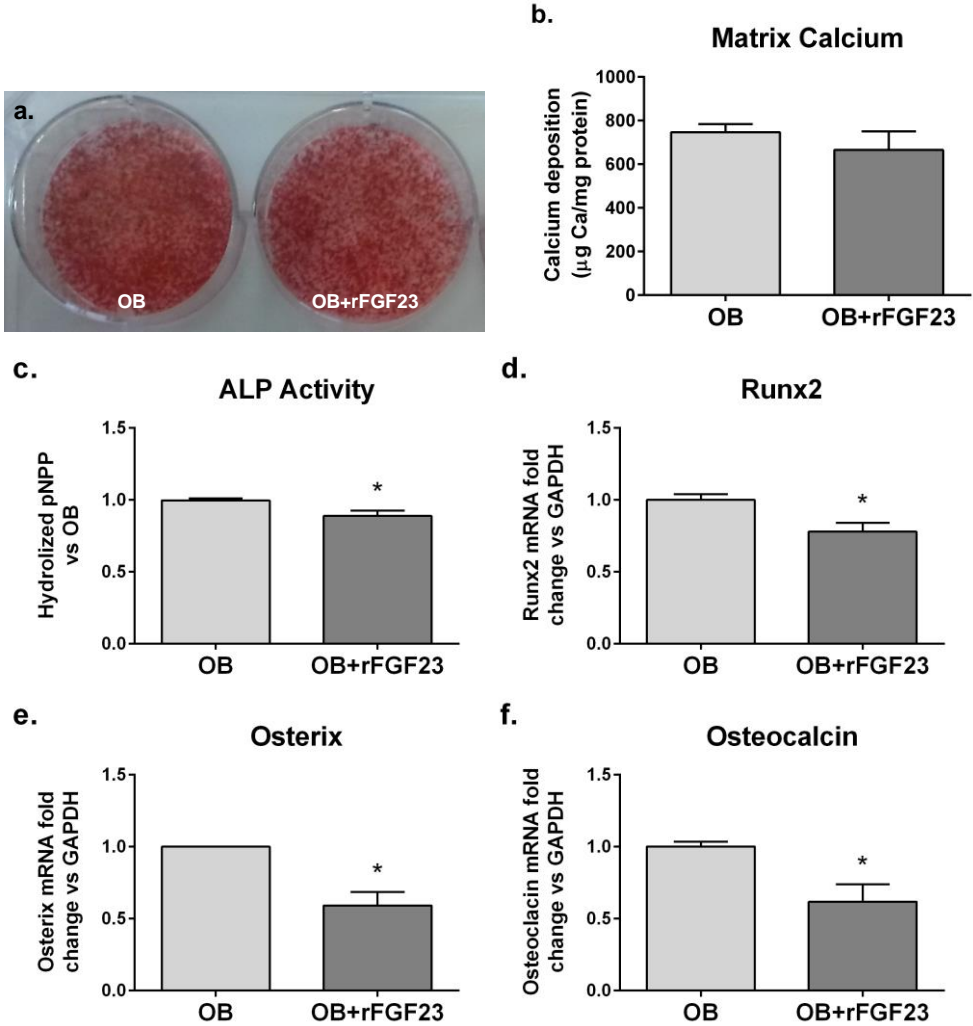 a.
OB
OB+rFGF23
b.
Matrix Calcium
Calcium deposition
(µg Ca/mg protein)
1000
800
600
400
200
0
OB
OB+rFGF23
c.
ALP Activity
Hydrolized pNPP
vs OB
1.5
1.0
0.5
0.0
*
OB
OB+rFGF23
d.
Runx2
Runx2 mRNA fold
change vs GAPDH
1.5
1.0
0.5
0.0
*
OB
OB+rFGF23
e.
Osterix
Osterix mRNA fold
change vs GAPDH
1.5
1.0
0.5
0.0
*
OB
OB+rFGF23
f.
Osteocalcin
Osteoclacin mRNA fold
change vs GAPDH
1.5
1.0
0.5
0.0
*
OB
OB+rFGF23